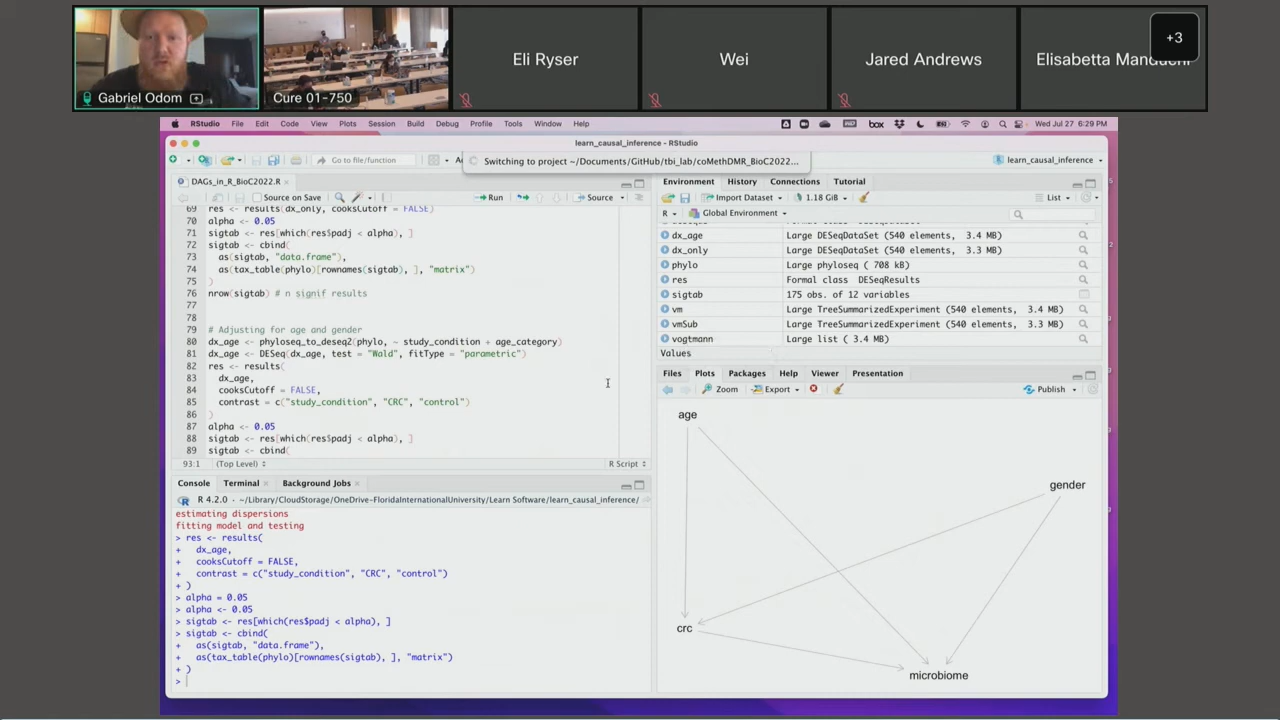 Gabriel Odom
Cure 01-750
Eli Ryser
Wei
Jared Andrews
Elisabetta Manduchi
+3
RStudio File Edit Code View Plots Session Build Debug Profile Tools Window Help
box
Wed Jul 27 6:29 PM
learn_causal_inference - RStudio
Go to file/function
Switching to project ~/Documents/GitHub/tbi_lab/coMethDMR_BioC2022...
learn_causal_inference
DAGs_in_R_BioC2022.R
Source on Save
Run
Source
69 res <- results(dx_only, cooksCutoff = FALSE)
70 alpha <- 0.05
71 sigtab <- res[which(res$padj < alpha), ]
72 sigtab <- cbind(
73 as(sigtab, "data.frame"),
74 as(tax_table(phylo)[rownames(sigtab), ], "matrix")
75 )
76 nrow(sigtab) # n signif results
77
78
79 # Adjusting for age and gender
80 dx_age <- phyloseq_to_deseq2(phylo, ~ study_condition + age_category)
81 dx_age <- DESeq(dx_age, test = "Wald", fitType = "parametric")
82 res <- results(
83 dx_age,
84 cooksCutoff = FALSE,
85 contrast = c("study_condition", "CRC", "control")
86 )
87 alpha <- 0.05
88 sigtab <- res[which(res$padj < alpha), ]
89 sigtab <- cbind(
93:1 (Top Level) R Script
Console Terminal Background Jobs
R 4.2.0 · ~/Library/CloudStorage/OneDrive-FloridaInternationalUniversity/Learn Software/learn_causal_inference/
estimating dispersions
fitting model and testing
> res <- results(
+ dx_age,
+ cooksCutoff = FALSE,
+ contrast = c("study_condition", "CRC", "control")
+ )
> alpha = 0.05
> alpha <- 0.05
> sigtab <- res[which(res$padj < alpha), ]
> sigtab <- cbind(
+ as(sigtab, "data.frame"),
+ as(tax_table(phylo)[rownames(sigtab), ], "matrix")
+ )
>
Environment History Connections Tutorial
Import Dataset 1.18 GiB List
R Global Environment
dx_age Large DESeqDataSet (540 elements, 3.4 MB)
dx_only Large DESeqDataSet (540 elements, 3.3 MB)
phylo Large phyloseq ( 708 kB)
res Formal class DESeqResults
sigtab 175 obs. of 12 variables
vm Large TreeSummarizedExperiment (540 elements, 3.4 MB)
vmSub Large TreeSummarizedExperiment (540 elements, 3.3 MB)
vogtmann Large list ( 3.4 MB)
Values
Files Plots Packages Help Viewer Presentation
Zoom Export Publish
age
gender
crc
microbiome